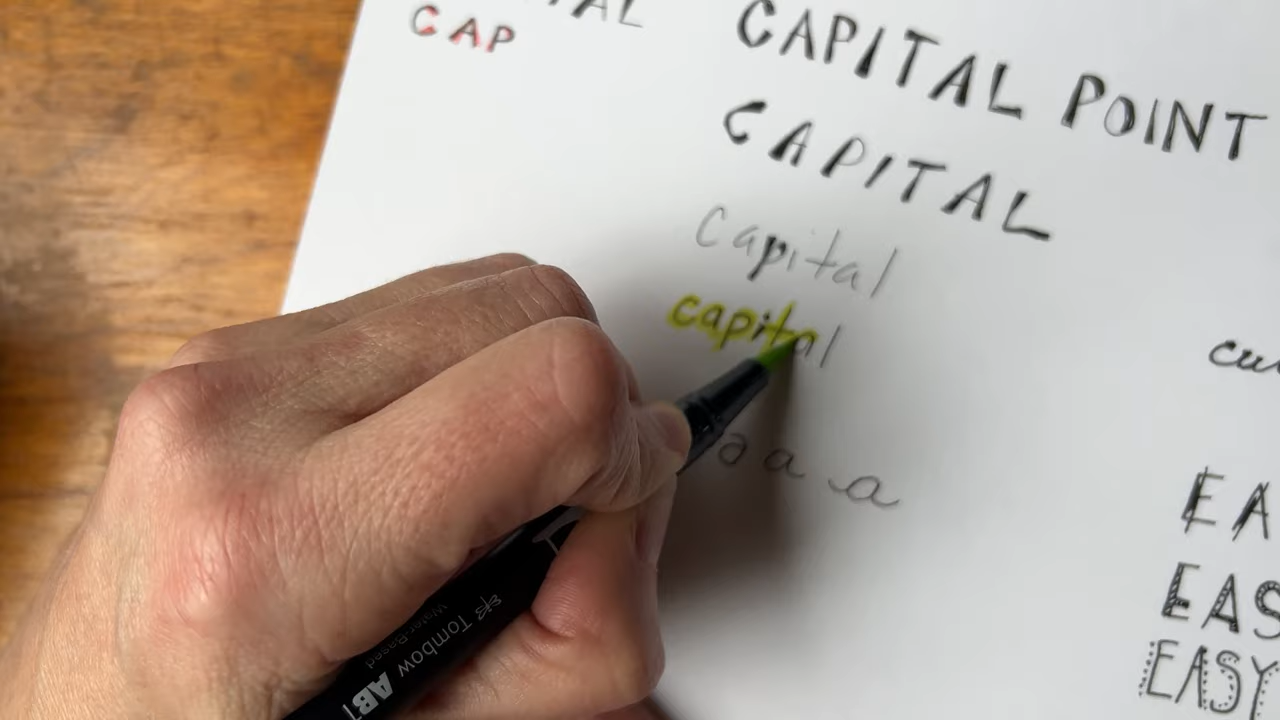 CAP
CAPITAL POINT
CAPITAL
Capital
capital
a a a
EA
EAS
EASY
Tombow ABT
Water-Based